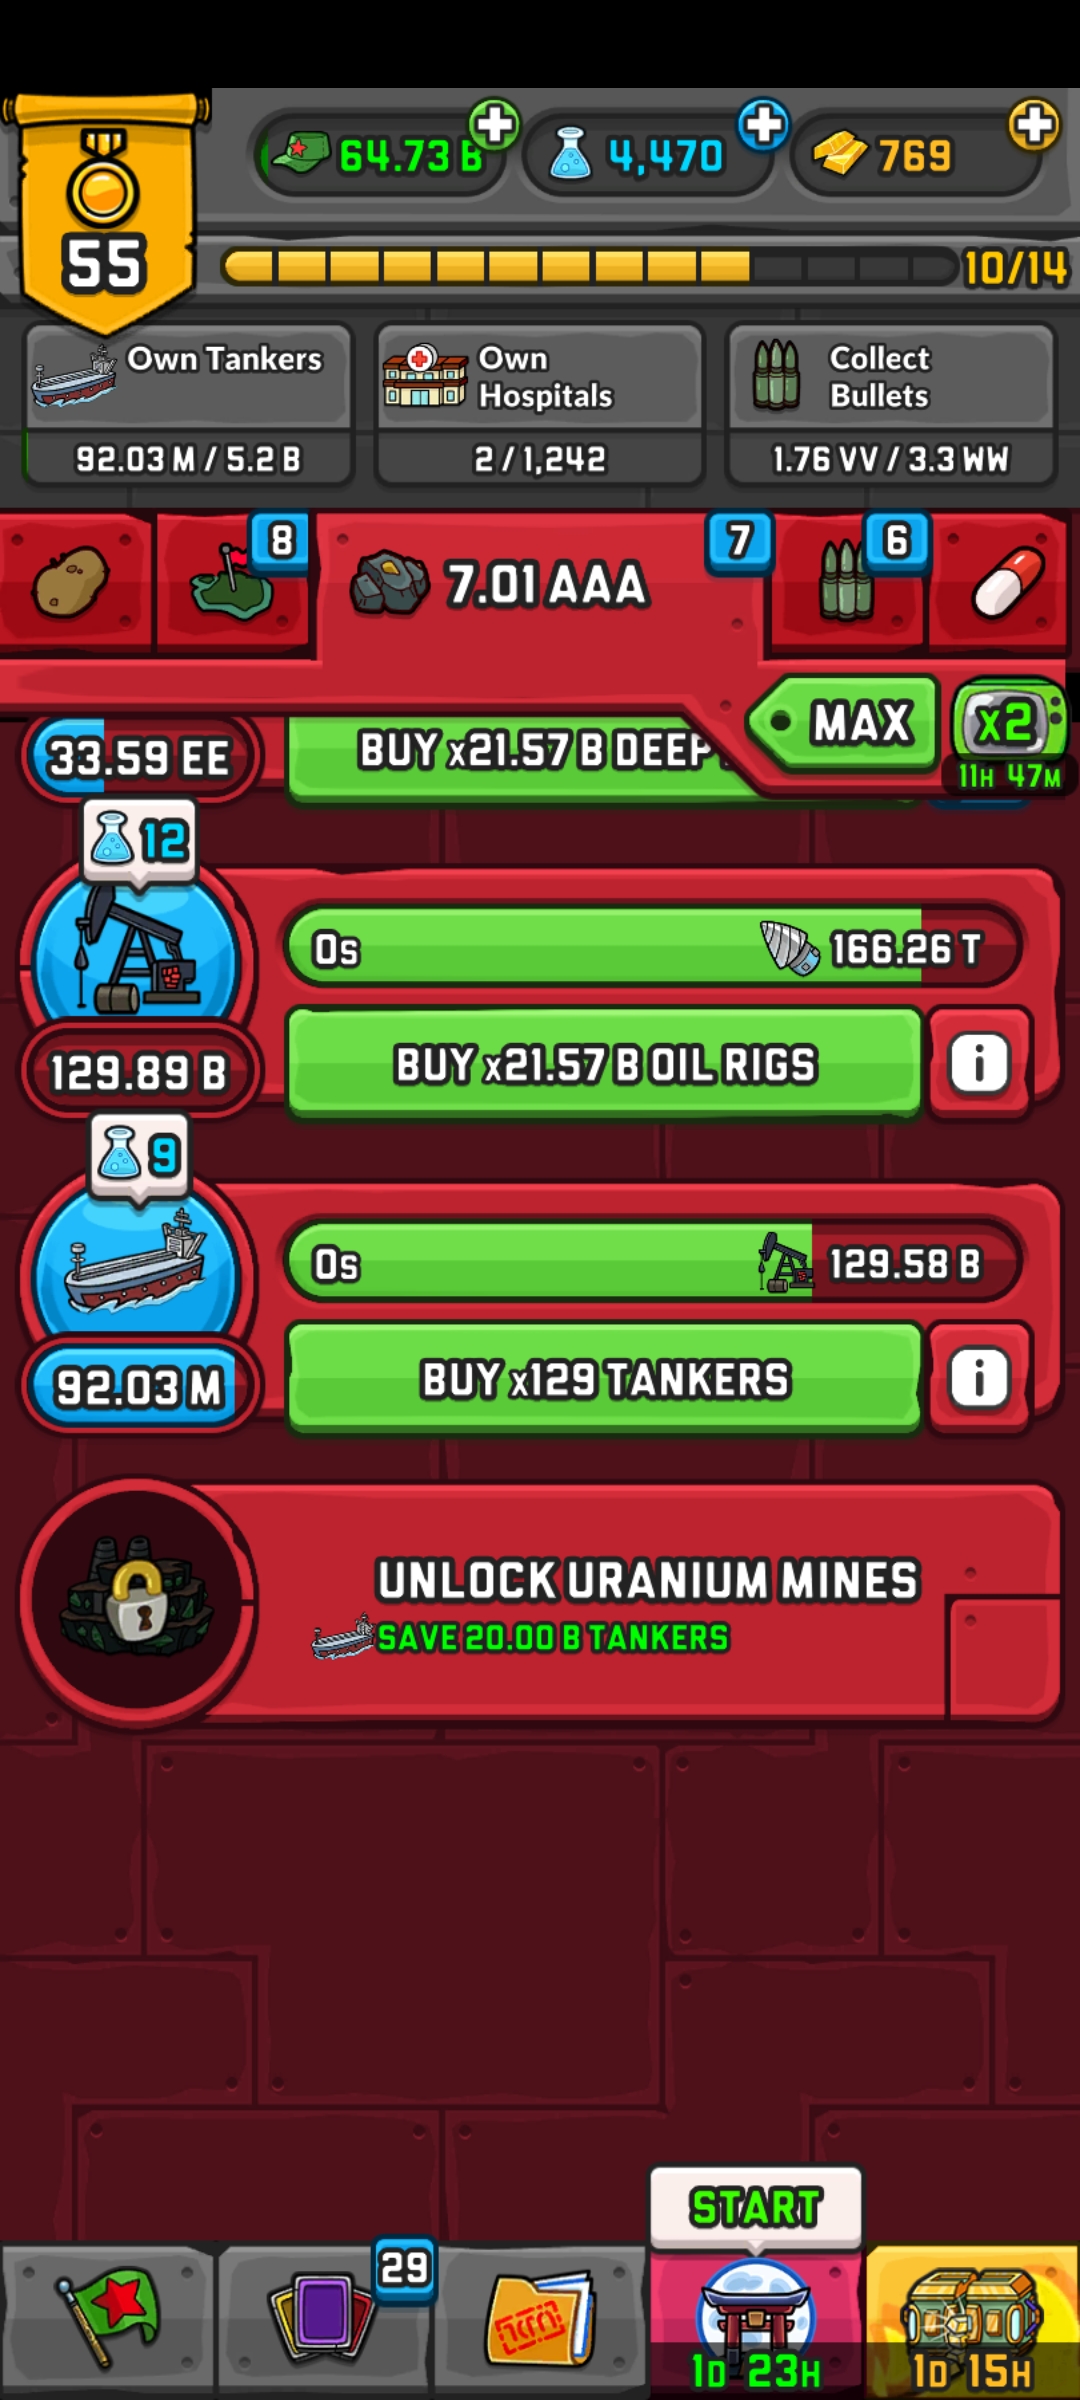 64.73 B
4,470
769
55
10/14
Own Tankers
92.03 M / 5.2 B
Own
Hospitals
2 / 1,242
Collect
Bullets
1.76 VV / 3.3 WW
8
7.01 AAA
7
6
MAX
x2
11H 47M
33.59 EE
BUY x21.57 B DEEP
12
0s
166.26 T
129.89 B
BUY x21.57 B OIL RIGS
i
9
0s
129.58 B
92.03 M
BUY x129 TANKERS
i
UNLOCK URANIUM MINES
SAVE 20.00 B TANKERS
START
29
1D 23H
1D 15H